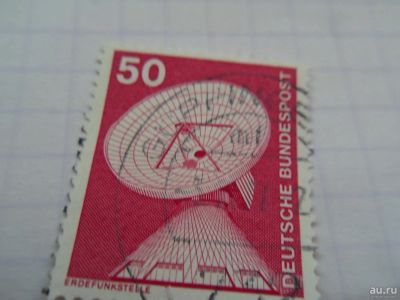 50
DEUTSCHE BUNDESPOST
ERDEFUNKSTELLE
au.ru